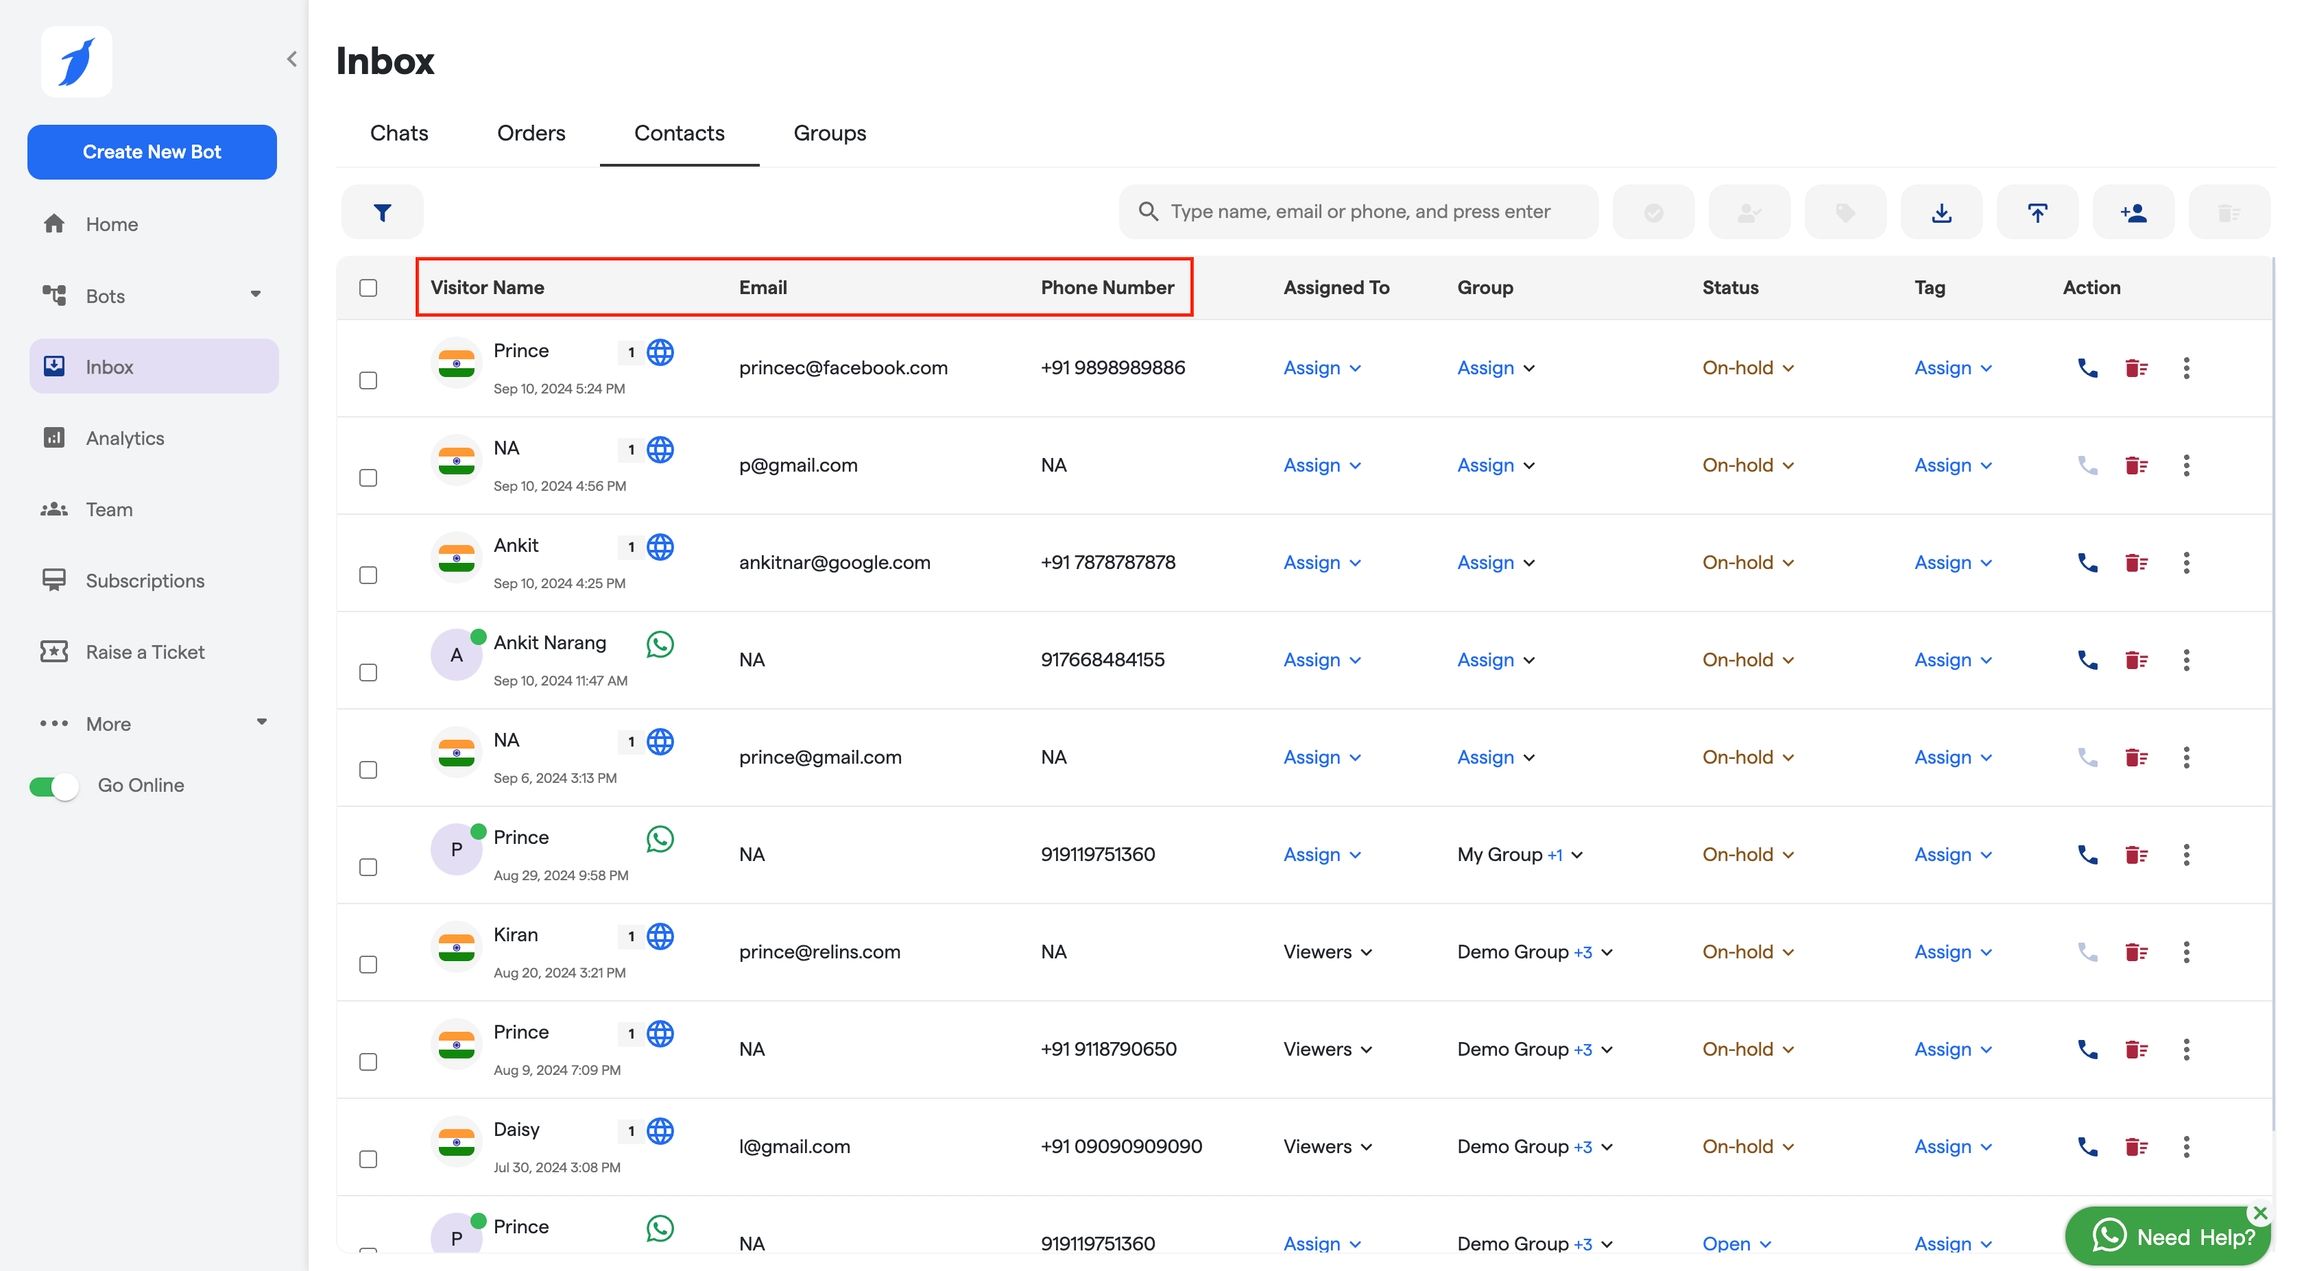 Inbox
Create New Bot
Home
Bots
Inbox
Analytics
Team
Subscriptions
Raise a Ticket
More
Go Online
Chats Orders Contacts Groups
Type name, email or phone, and press enter
Visitor Name Email Phone Number Assigned To Group Status Tag Action
Prince 1
Sep 10, 2024 5:24 PM
princec@facebook.com +91 9898989886 Assign Assign On-hold Assign
NA 1
Sep 10, 2024 4:56 PM
p@gmail.com NA Assign Assign On-hold Assign
Ankit 1
Sep 10, 2024 4:25 PM
ankitnar@google.com +91 7878787878 Assign Assign On-hold Assign
A Ankit Narang
Sep 10, 2024 11:47 AM
NA 917668484155 Assign Assign On-hold Assign
NA 1
Sep 6, 2024 3:13 PM
prince@gmail.com NA Assign Assign On-hold Assign
P Prince
Aug 29, 2024 9:58 PM
NA 919119751360 Assign My Group +1 On-hold Assign
Kiran 1
Aug 20, 2024 3:21 PM
prince@relins.com NA Viewers Demo Group +3 On-hold Assign
Prince 1
Aug 9, 2024 7:09 PM
NA +91 9118790650 Viewers Demo Group +3 On-hold Assign
Daisy 1
Jul 30, 2024 3:08 PM
l@gmail.com +91 09090909090 Viewers Demo Group +3 On-hold Assign
P Prince
NA 919119751360 Assign Demo Group +3 Open Assign
Need Help?